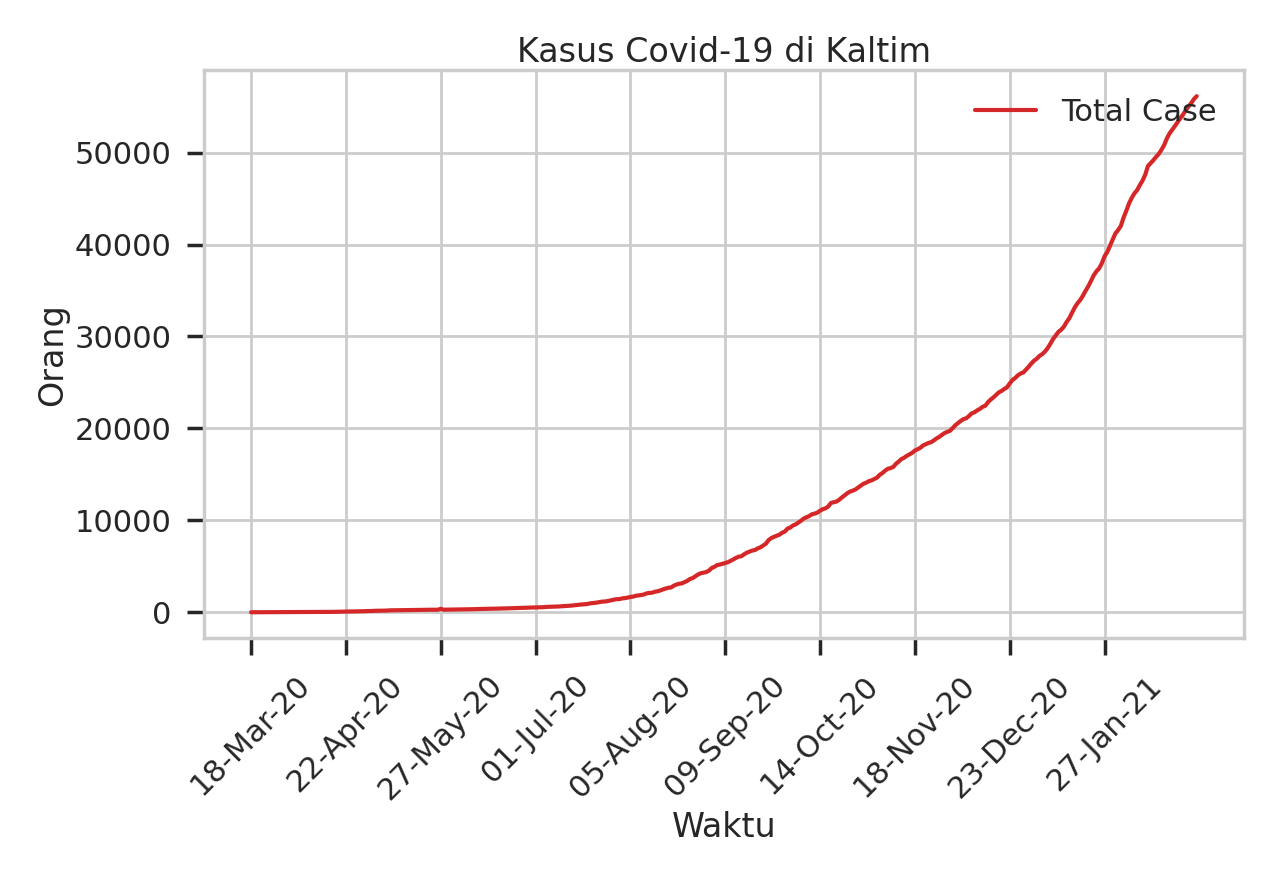 Kasus Covid-19 di Kaltim
Total Case
50000
40000
30000
20000
10000
0
Orang
18-Mar-20
22-Apr-20
27-May-20
01-Jul-20
05-Aug-20
09-Sep-20
14-Oct-20
18-Nov-20
23-Dec-20
27-Jan-21
Waktu